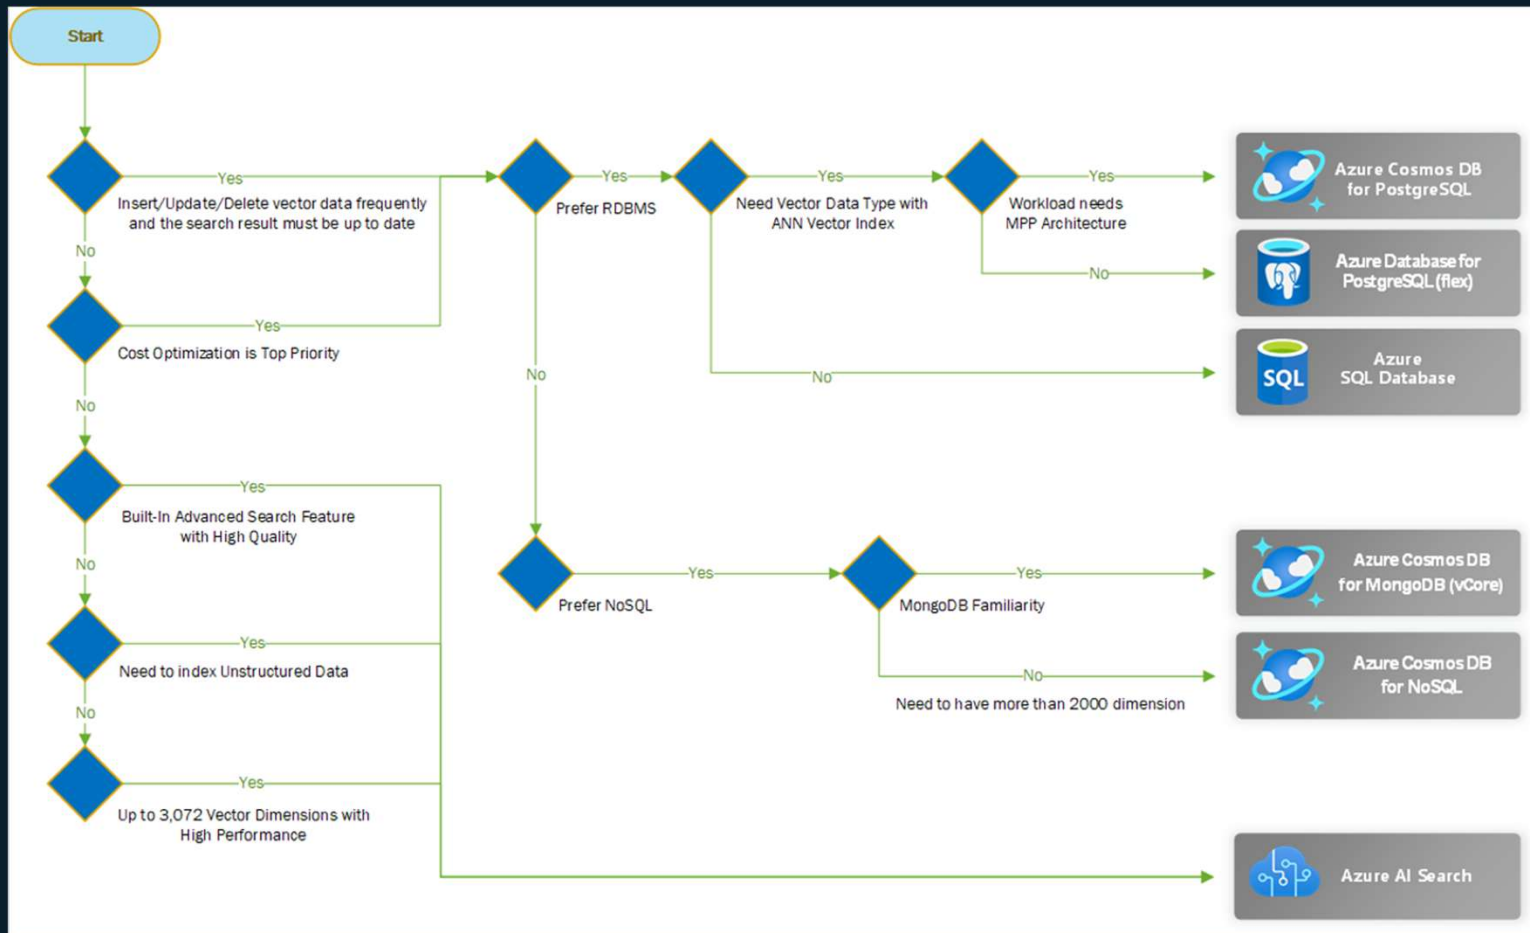 Start
Yes
Insert/Update/Delete vector data frequently
and the search result must be up to date
No
Yes
Cost Optimization is Top Priority
No
Yes
Built-In Advanced Search Feature
with High Quality
No
Yes
Need to index Unstructured Data
No
Yes
Up to 3,072 Vector Dimensions with
High Performance
Yes
Prefer RDBMS
No
Yes
Need Vector Data Type with
ANN Vector Index
No
Yes
Workload needs
MPP Architecture
No
Azure Cosmos DB
for PostgreSQL
Azure Database for
PostgreSQL (flex)
SQL
Azure
SQL Database
Yes
Prefer NoSQL
Yes
MongoDB Familiarity
No
Need to have more than 2000 dimension
Azure Cosmos DB
for MongoDB (vCore)
Azure Cosmos DB
for NoSQL
Azure AI Search